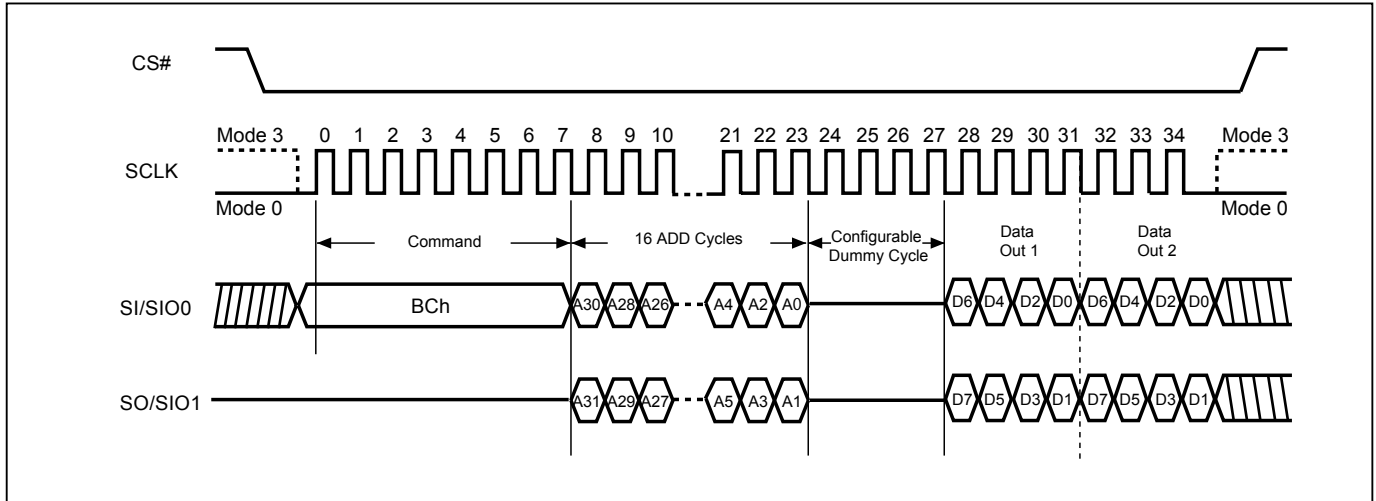 CS#
Mode 3 0 1 2 3 4 5 6 7 8 9 10 21 22 23 24 25 26 27 28 29 30 31 32 33 34 Mode 3
SCLK
Mode 0 Mode 0
Command 16 ADD Cycles Configurable Dummy Cycle Data Out 1 Data Out 2
SI/SIO0 BCh A30 A28 A26 A4 A2 A0 D6 D4 D2 D0 D6 D4 D2 D0
SO/SIO1 A31 A29 A27 A5 A3 A1 D7 D5 D3 D1 D7 D5 D3 D1